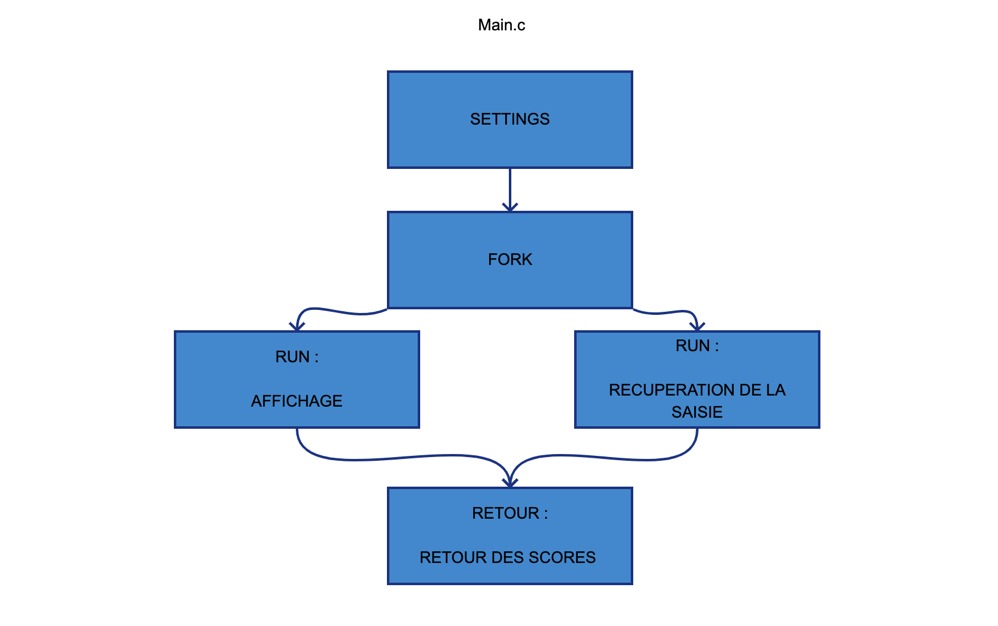 Main.c
SETTINGS
FORK
RUN :
AFFICHAGE
RUN :
RECUPERATION DE LA
SAISIE
RETOUR :
RETOUR DES SCORES